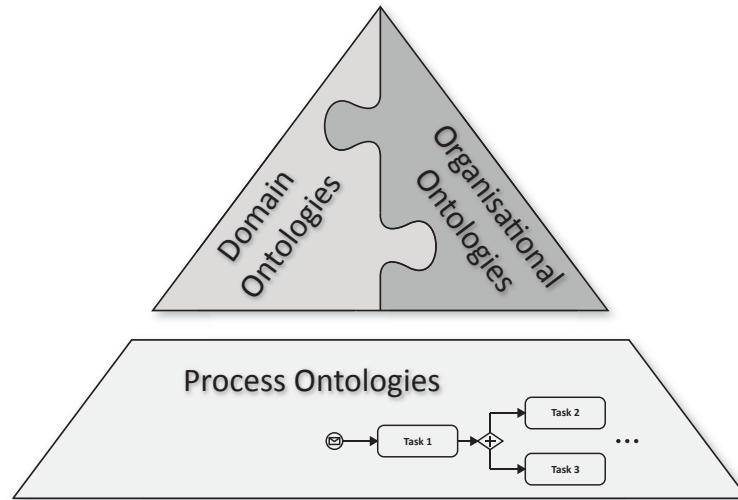 Domain
Ontologies
Organisational
Ontologies
Process Ontologies
Task 1
Task 2
...
Task 3